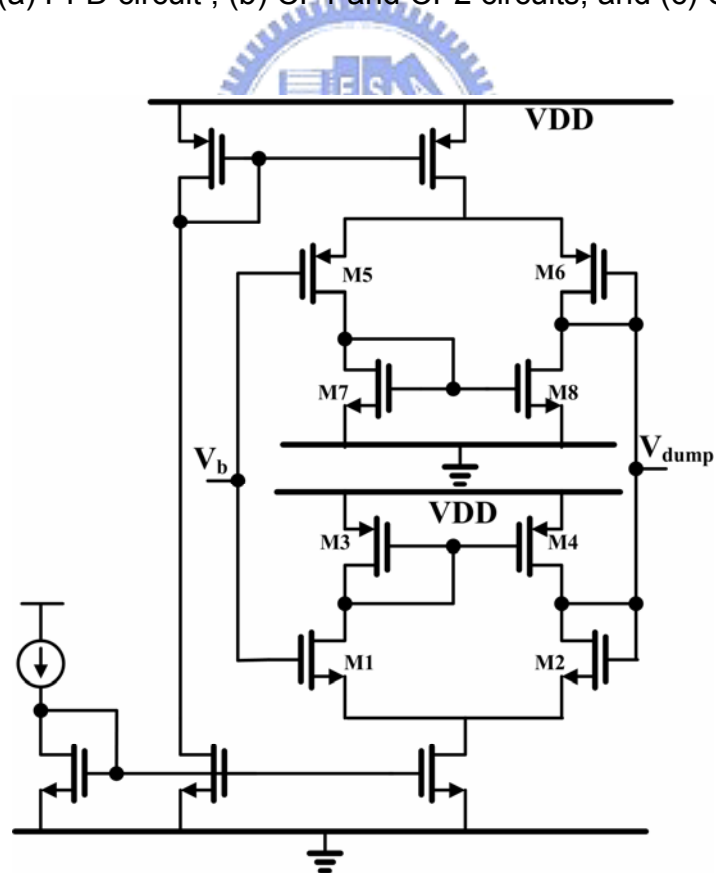 (a) PFD circuit , (b) CP1 and CP2 circuits, and (c)
ES
VDD
M5
M6
M7
M8
Vb
Vdump
VDD
M3
M4
M1
M2